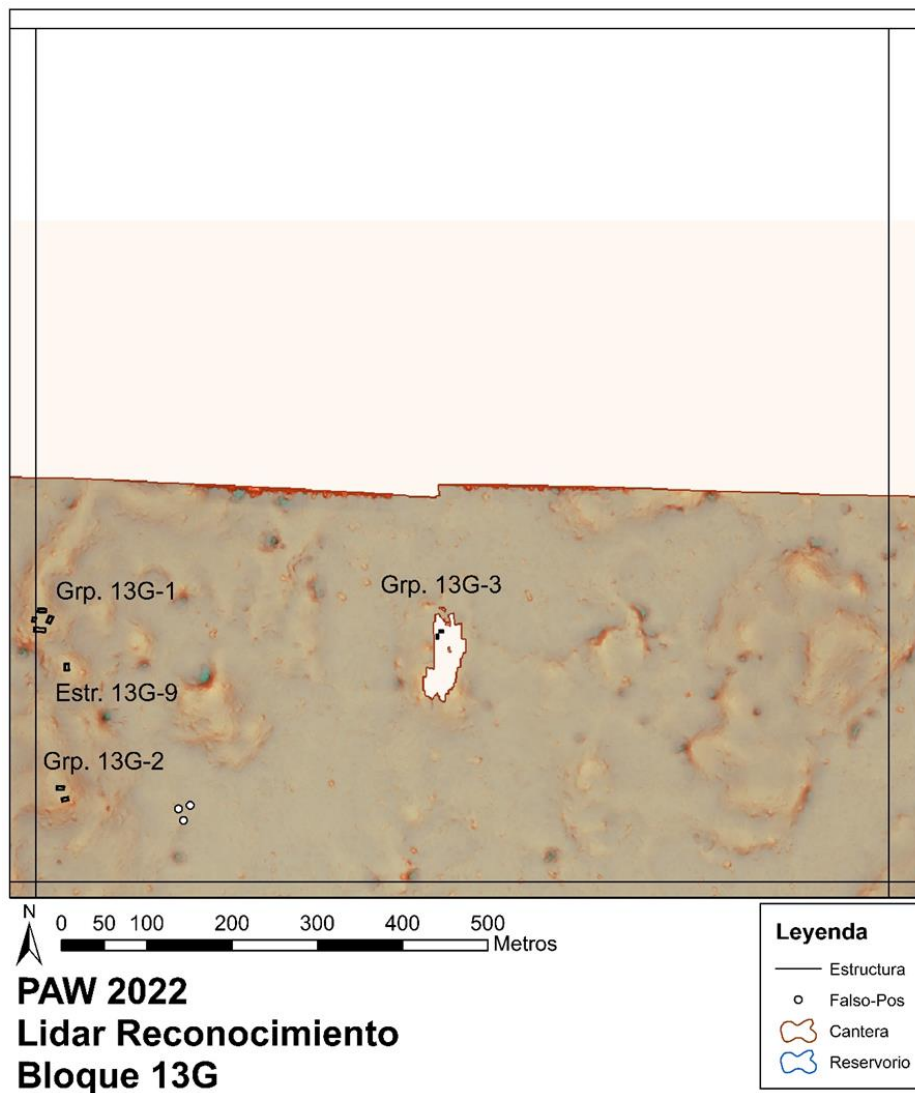 Grp. 13G-1
Grp. 13G-3
Estr. 13G-9
Grp. 13G-2
N
0 50 100 200 300 400 500
Metros
PAW 2022
Lidar Reconocimiento
Bloque 13G
Leyenda
Estructura
Falso-Pos
Cantera
Reservorio